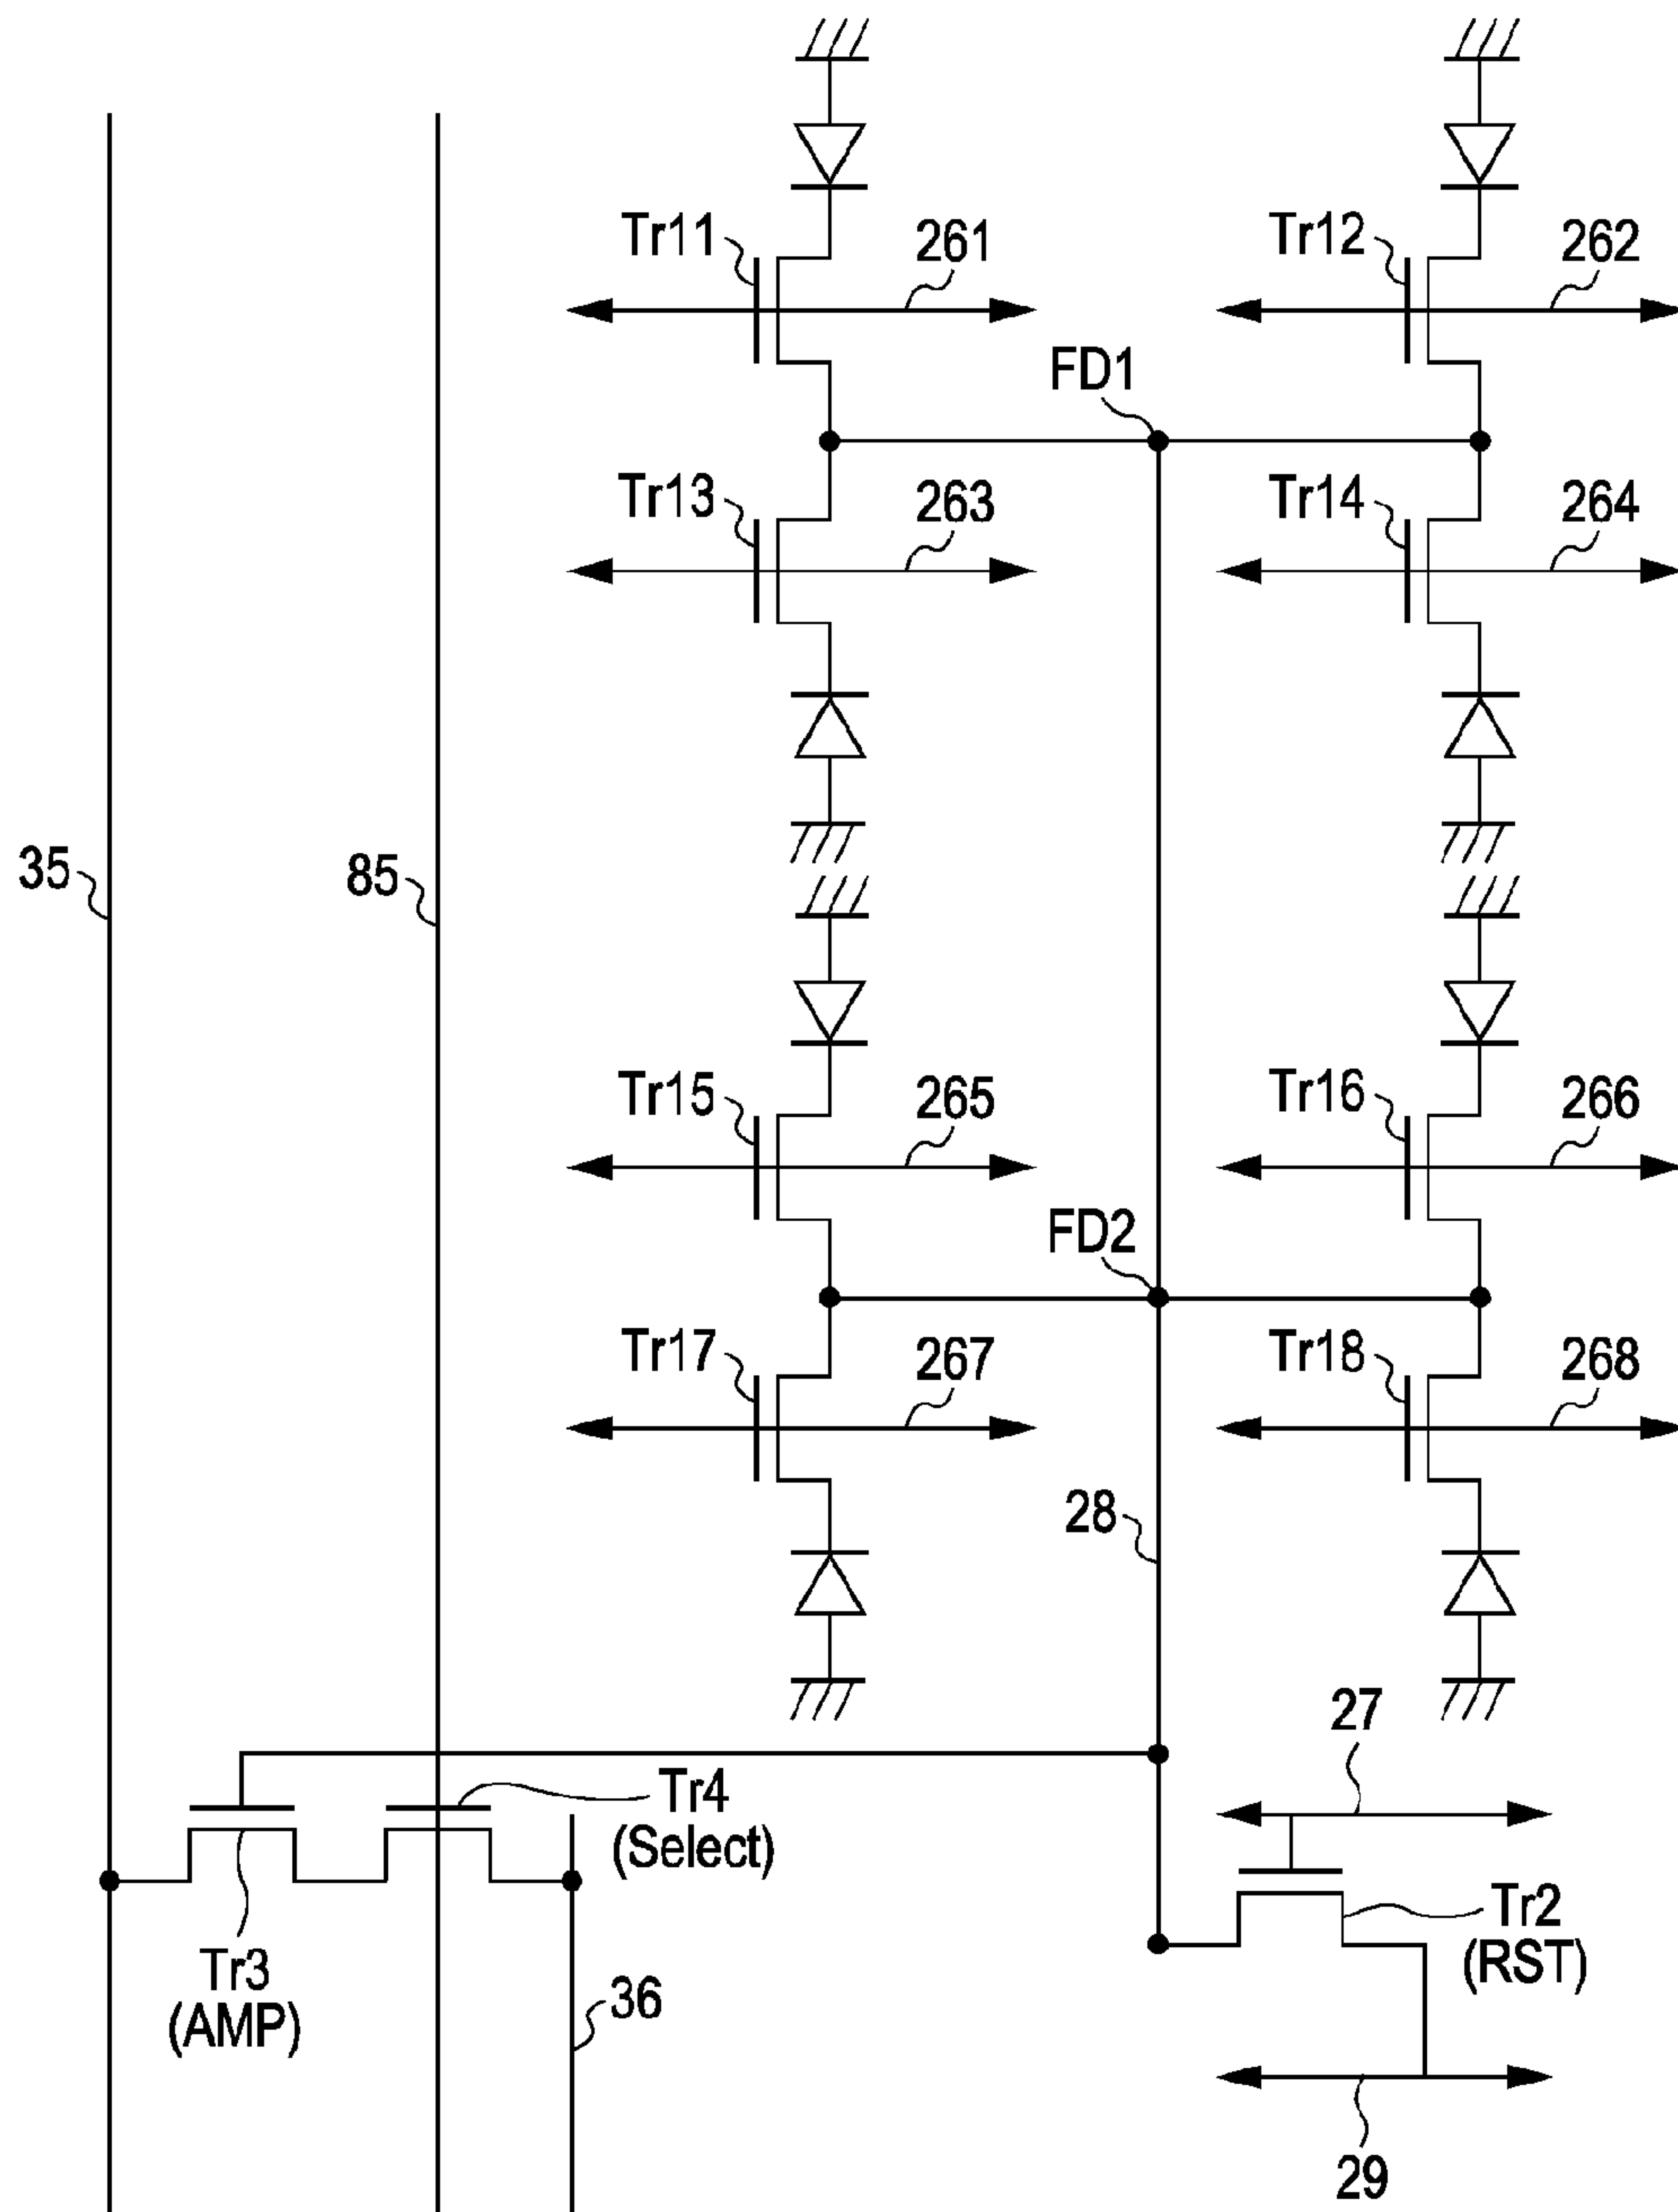 Tr11
261
Tr12
262
FD1
Tr13
263
Tr14
264
35
85
Tr15
265
Tr16
266
FD2
Tr17
267
Tr18
268
28
27
Tr4
(Select)
Tr2
(RST)
Tr3
(AMP)
36
29